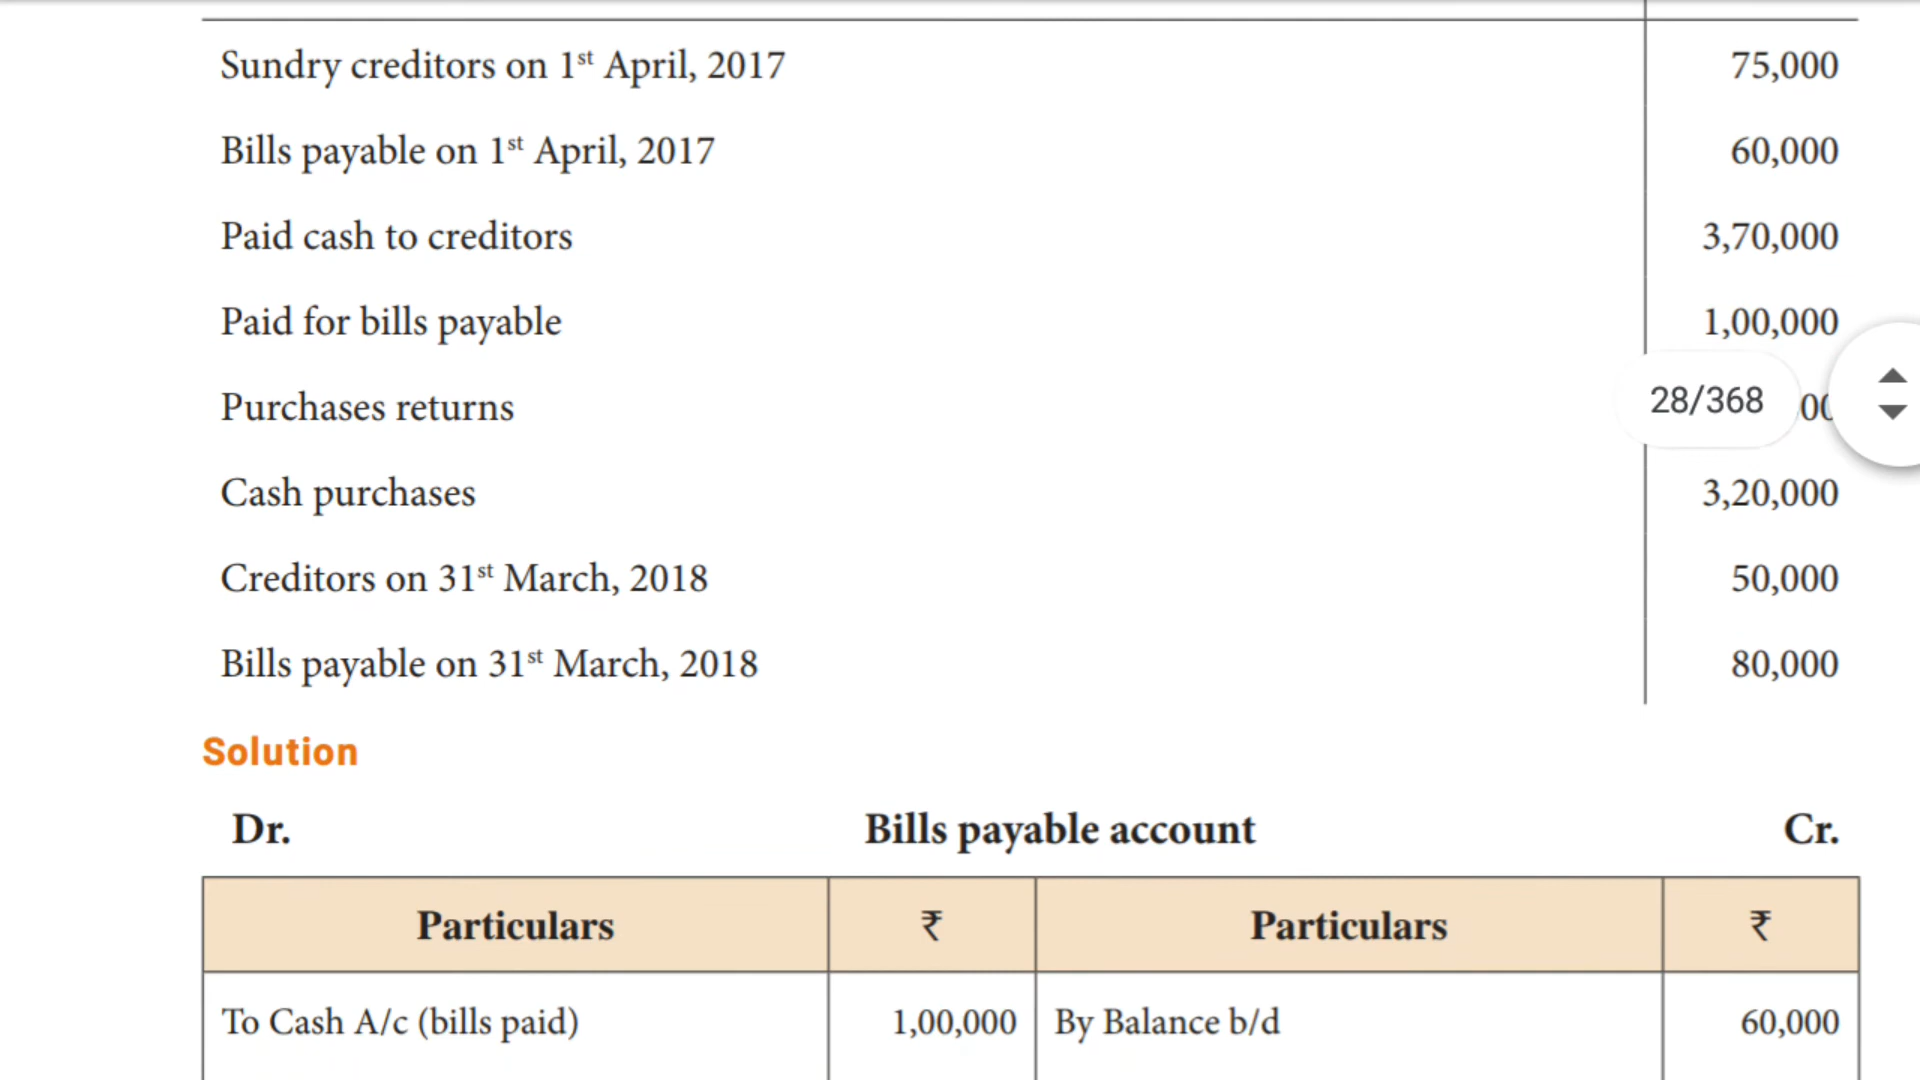 Sundry creditors on 1st April, 2017 75,000
Bills payable on 1st April, 2017 60,000
Paid cash to creditors 3,70,000
Paid for bills payable 1,00,000
Purchases returns
28/368
Cash purchases 3,20,000
Creditors on 31st March, 2018 50,000
Bills payable on 31st March, 2018 80,000
Solution
Dr. Bills payable account Cr.
Particulars ₹ Particulars ₹
To Cash A/c (bills paid) 1,00,000 By Balance b/d 60,000